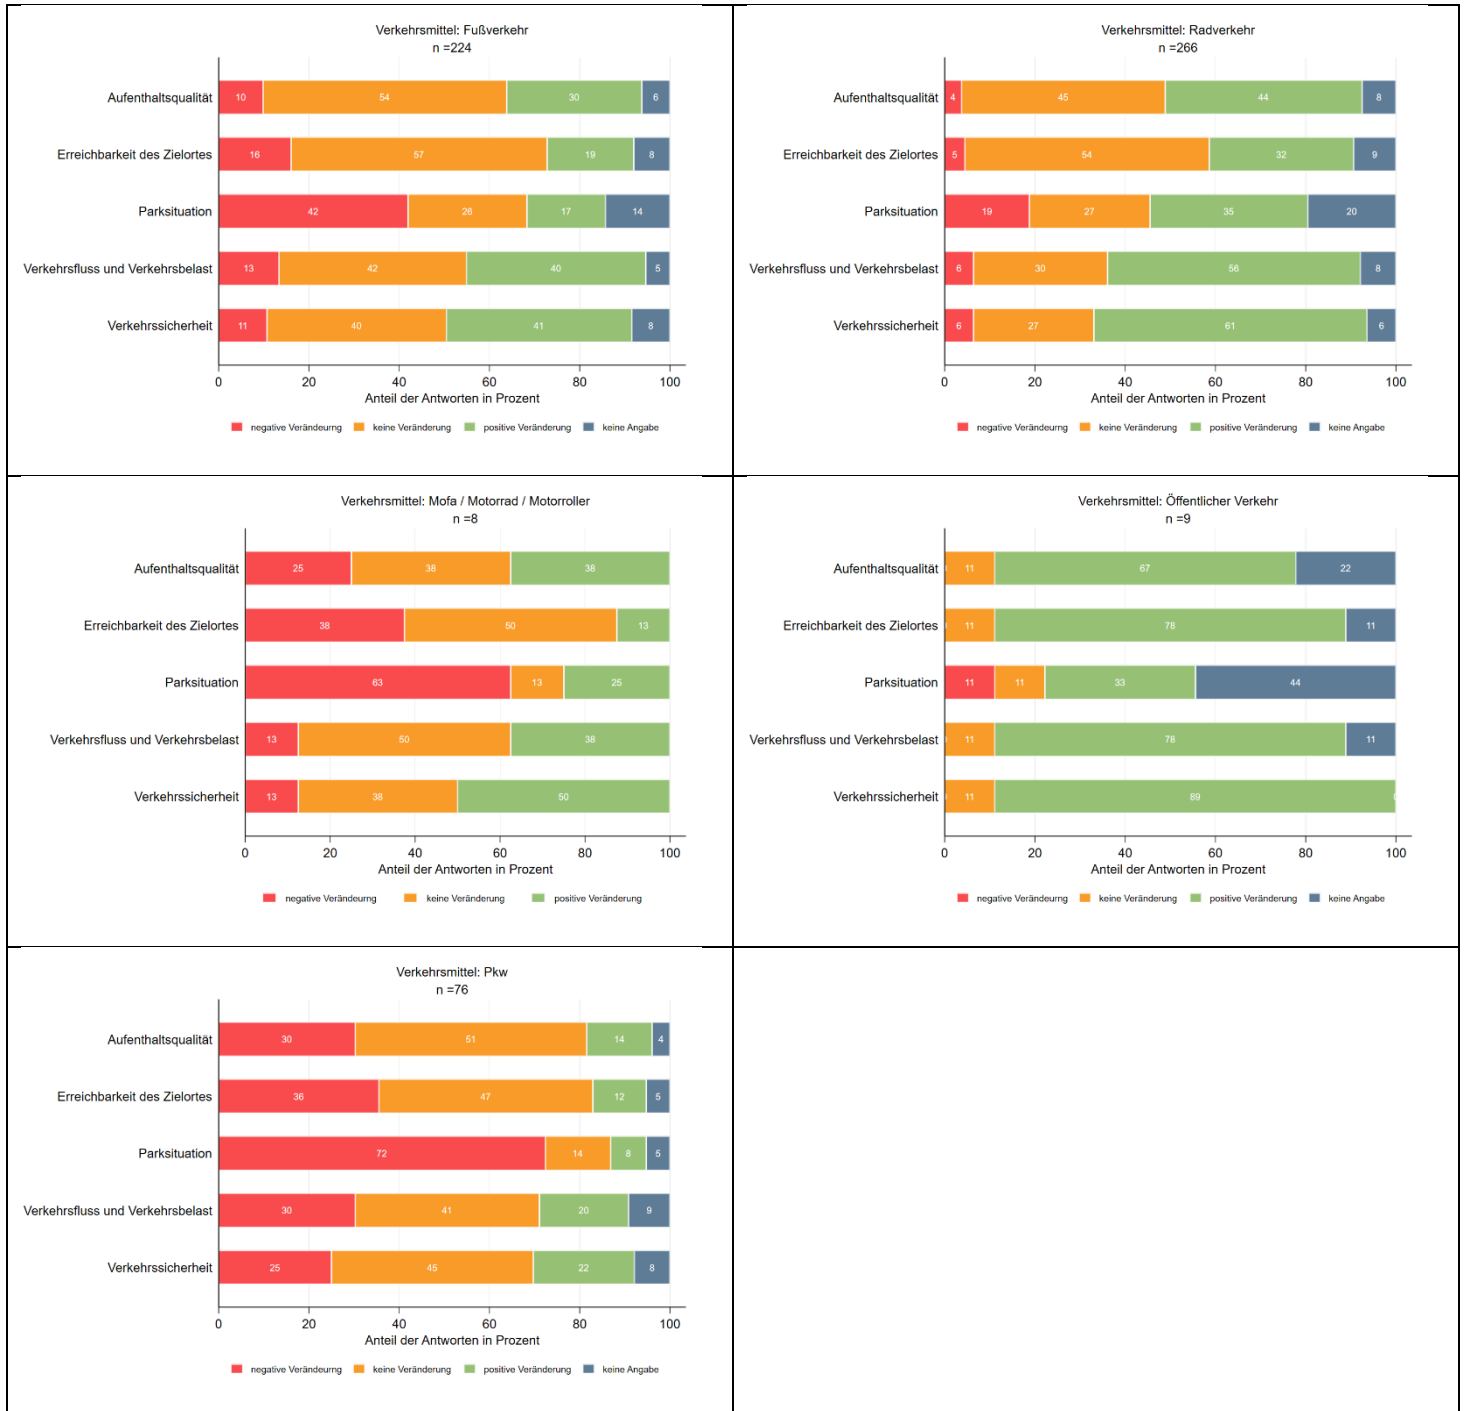 Verkehrsmittel: Fußverkehr
n =224
Aufenthaltsqualität 10 54 30 6
Erreichbarkeit des Zielortes 16 57 19 8
Parksituation 42 26 17 14
Verkehrsfluss und Verkehrsbelast 13 42 40 5
Verkehrssicherheit 11 40 41 8
0 20 40 60 80 100
Anteil der Antworten in Prozent
negative Verändeurng keine Veränderung positive Veränderung keine Angabe
Verkehrsmittel: Radverkehr
n =266
Aufenthaltsqualität 4 45 44 8
Erreichbarkeit des Zielortes 5 54 32 9
Parksituation 19 27 35 20
Verkehrsfluss und Verkehrsbelast 6 30 56 8
Verkehrssicherheit 6 27 61 6
0 20 40 60 80 100
Anteil der Antworten in Prozent
negative Verändeurng keine Veränderung positive Veränderung keine Angabe
Verkehrsmittel: Mofa / Motorrad / Motorroller
n =8
Aufenthaltsqualität 25 38 38
Erreichbarkeit des Zielortes 38 50 13
Parksituation 63 13 25
Verkehrsfluss und Verkehrsbelast 13 50 38
Verkehrssicherheit 13 38 50
0 20 40 60 80 100
Anteil der Antworten in Prozent
negative Verändeurng keine Veränderung positive Veränderung
Verkehrsmittel: Öffentlicher Verkehr
n =9
Aufenthaltsqualität 11 67 22
Erreichbarkeit des Zielortes 11 78 11
Parksituation 11 11 33 44
Verkehrsfluss und Verkehrsbelast 11 78 11
Verkehrssicherheit 11 89
0 20 40 60 80 100
Anteil der Antworten in Prozent
negative Verändeurng keine Veränderung positive Veränderung keine Angabe
Verkehrsmittel: Pkw
n =76
Aufenthaltsqualität 30 51 14 4
Erreichbarkeit des Zielortes 36 47 12 5
Parksituation 72 14 8 5
Verkehrsfluss und Verkehrsbelast 30 41 20 9
Verkehrssicherheit 25 45 22 8
0 20 40 60 80 100
Anteil der Antworten in Prozent
negative Verändeurng keine Veränderung positive Veränderung keine Angabe